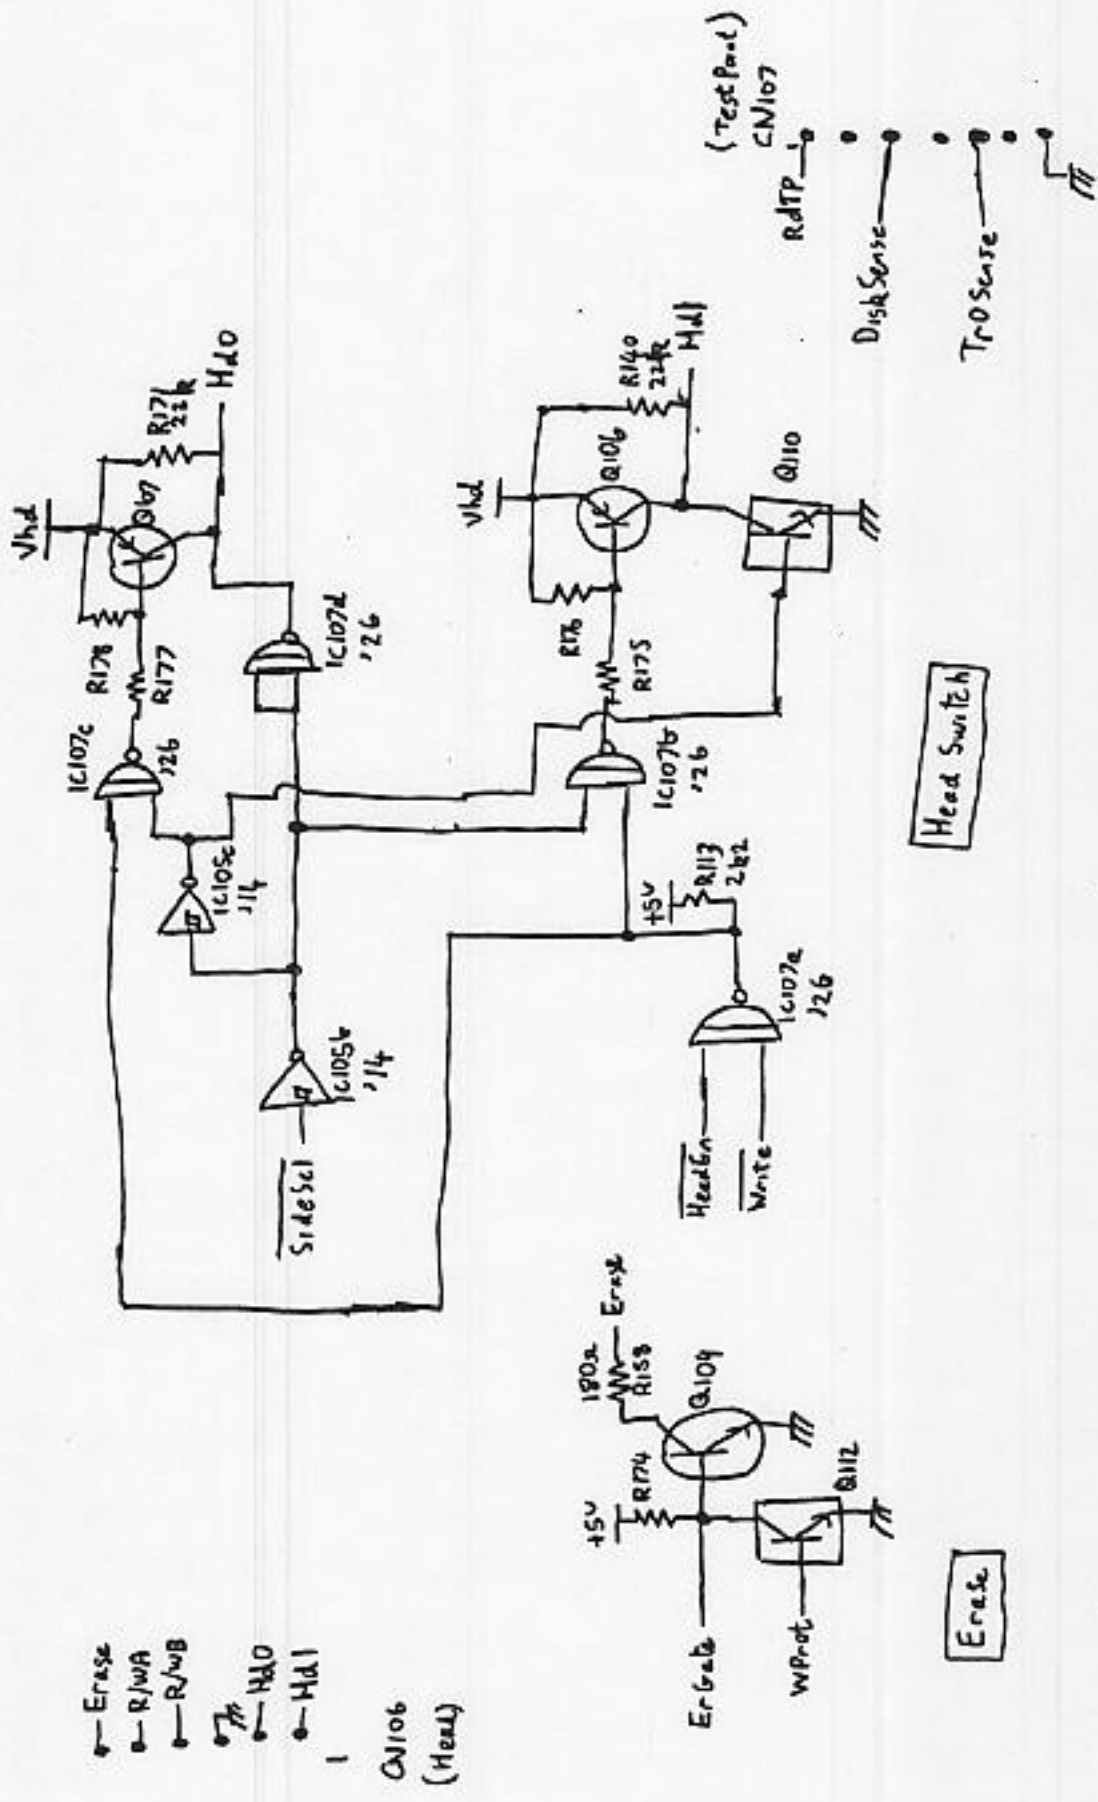 Erase
R/WA
R/WB
Hd0
Hd1
1
CN106
(Head)
Vhd
Q107
R171
22k
Hd0
R178
R177
IC107c
'26
IC105c
'14
IC107d
'26
SideSel
IC105b
'14
Vhd
Q106
R140
22k
Hd1
R176
R175
IC107b
'26
Q110
+5V
R113
2k2
HeadEn
Write
IC107a
'26
Head Switch
+5V
R174
180Ω
R158
Erase
Q109
ErGate
WProt
Q112
Erase
(Test Point)
CN107
RdTP
1
DiskSense
Tr0Sense